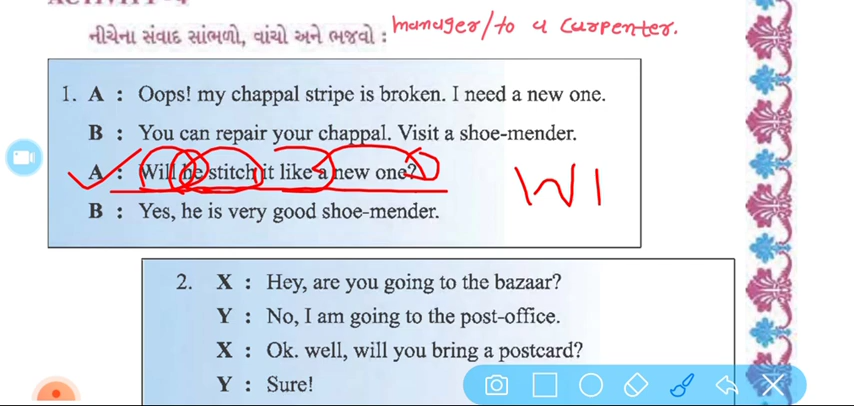 નીચેના સંવાદ સાંભળો, વાંચો અને ભજવો : manager/to a carpenter.
1. A : Oops! my chappal stripe is broken. I need a new one.
B : You can repair your chappal. Visit a shoe-mender.
A : Will he stitch it like a new one?
WI
B : Yes, he is very good shoe-mender.
2. X : Hey, are you going to the bazaar?
Y : No, I am going to the post-office.
X : Ok. well, will you bring a postcard?
Y : Sure!